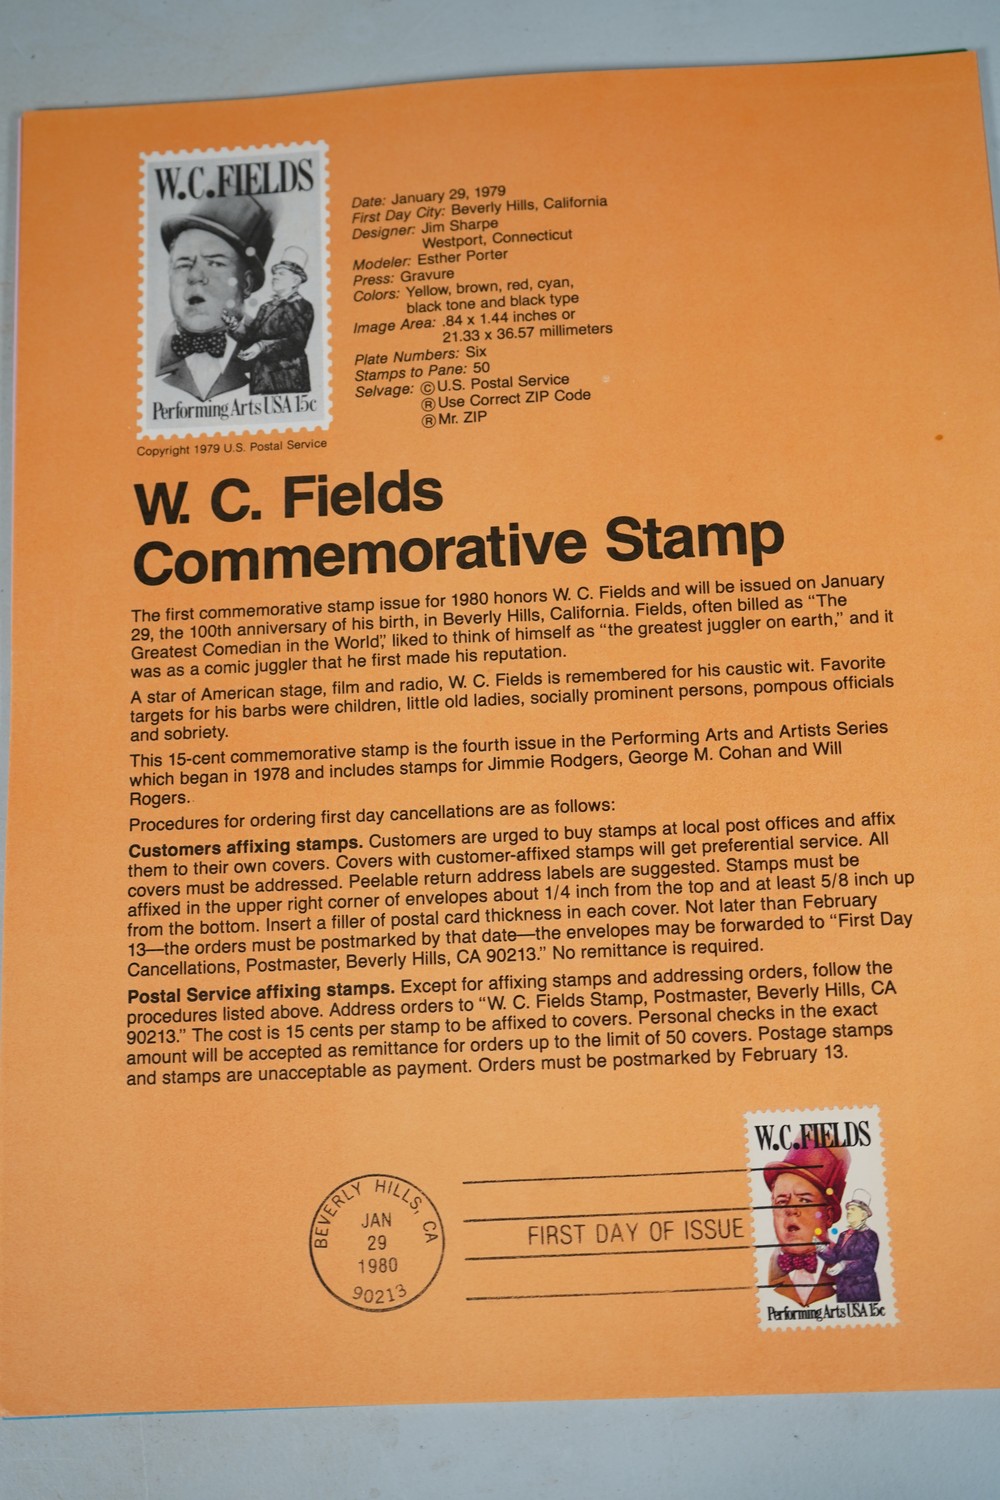 W.C.FIELDS
Performing Arts USA 15c
Copyright 1979 U.S. Postal Service
Date: January 29, 1979
First Day City: Beverly Hills, California
Designer: Jim Sharpe
Westport, Connecticut
Modeler: Esther Porter
Press: Gravure
Colors: Yellow, brown, red, cyan,
black tone and black type
Image Area: .84 x 1.44 inches or
21.33 x 36.57 millimeters
Plate Numbers: Six
Stamps to Pane: 50
Selvage: ©U.S. Postal Service
®Use Correct ZIP Code
®Mr. ZIP
W. C. Fields
Commemorative Stamp
The first commemorative stamp issue for 1980 honors W. C. Fields and will be issued on January
29, the 100th anniversary of his birth, in Beverly Hills, California. Fields, often billed as “The
Greatest Comedian in the World,” liked to think of himself as “the greatest juggler on earth,” and it
was as a comic juggler that he first made his reputation.
A star of American stage, film and radio, W. C. Fields is remembered for his caustic wit. Favorite
targets for his barbs were children, little old ladies, socially prominent persons, pompous officials
and sobriety.
This 15-cent commemorative stamp is the fourth issue in the Performing Arts and Artists Series
which began in 1978 and includes stamps for Jimmie Rodgers, George M. Cohan and Will
Rogers.
Procedures for ordering first day cancellations are as follows:
Customers affixing stamps. Customers are urged to buy stamps at local post offices and affix
them to their own covers. Covers with customer-affixed stamps will get preferential service. All
covers must be addressed. Peelable return address labels are suggested. Stamps must be
affixed in the upper right corner of envelopes about 1/4 inch from the top and at least 5/8 inch up
from the bottom. Insert a filler of postal card thickness in each cover. Not later than February
13—the orders must be postmarked by that date—the envelopes may be forwarded to “First Day
Cancellations, Postmaster, Beverly Hills, CA 90213.” No remittance is required.
Postal Service affixing stamps. Except for affixing stamps and addressing orders, follow the
procedures listed above. Address orders to “W. C. Fields Stamp, Postmaster, Beverly Hills, CA
90213.” The cost is 15 cents per stamp to be affixed to covers. Personal checks in the exact
amount will be accepted as remittance for orders up to the limit of 50 covers. Postage stamps
and stamps are unacceptable as payment. Orders must be postmarked by February 13.
BEVERLY HILLS, CA
JAN
29
1980
90213
FIRST DAY OF ISSUE
W.C.FIELDS
Performing Arts USA 15c